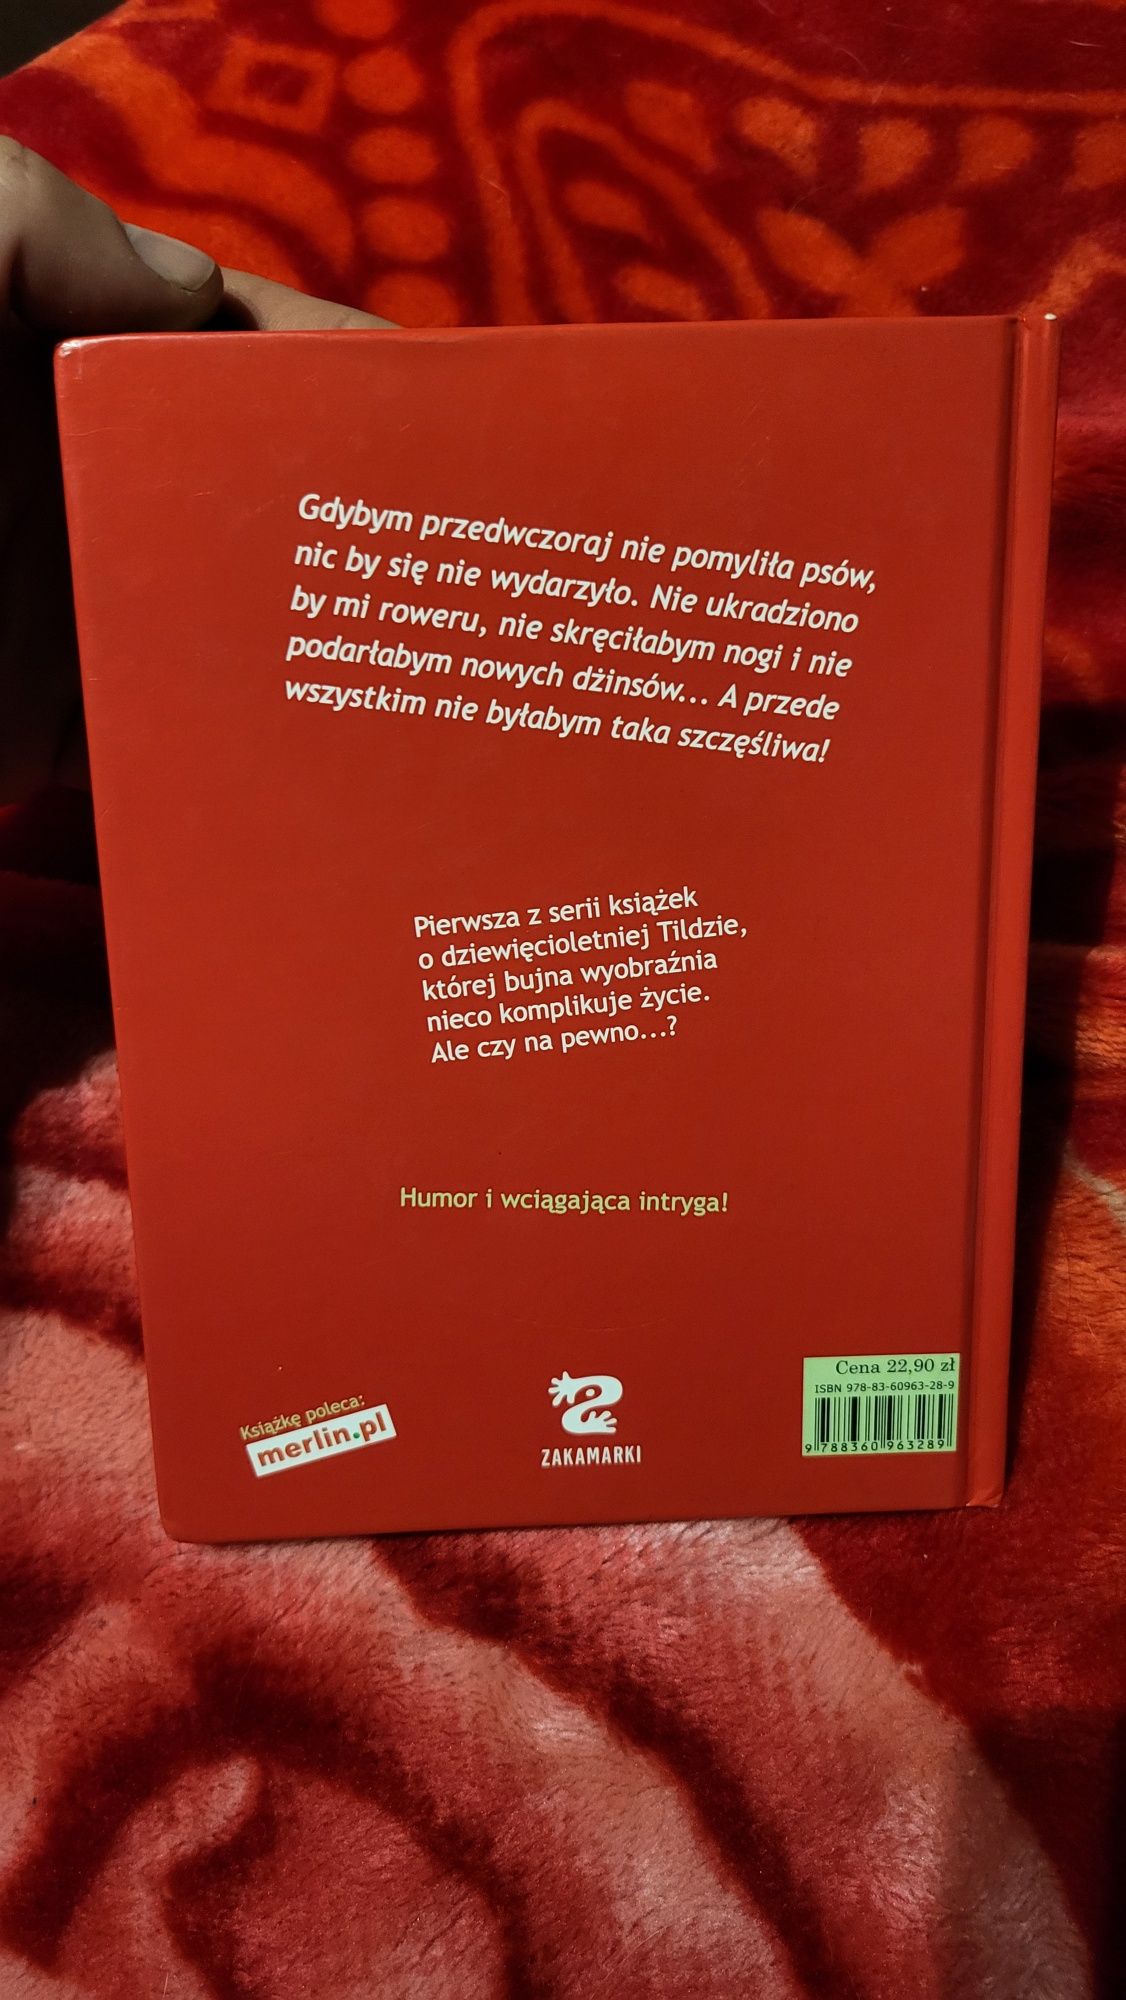 Gdybym przedwczoraj nie pomyliła psów,
nic by się nie wydarzyło. Nie ukradziono
by mi roweru, nie skręciłabym nogi i nie
podarłabym nowych dżinsów... A przede
wszystkim nie byłabym taka szczęśliwa!
Pierwsza z serii książek
o dziewięcioletniej Tildzie,
której bujna wyobraźnia
nieco komplikuje życie.
Ale czy na pewno...?
Humor i wciągająca intryga!
Książkę poleca:
merlin.pl
ZAKAMARKI
Cena 22,90 zł
ISBN 978-83-60963-28-9
9 788360 963289